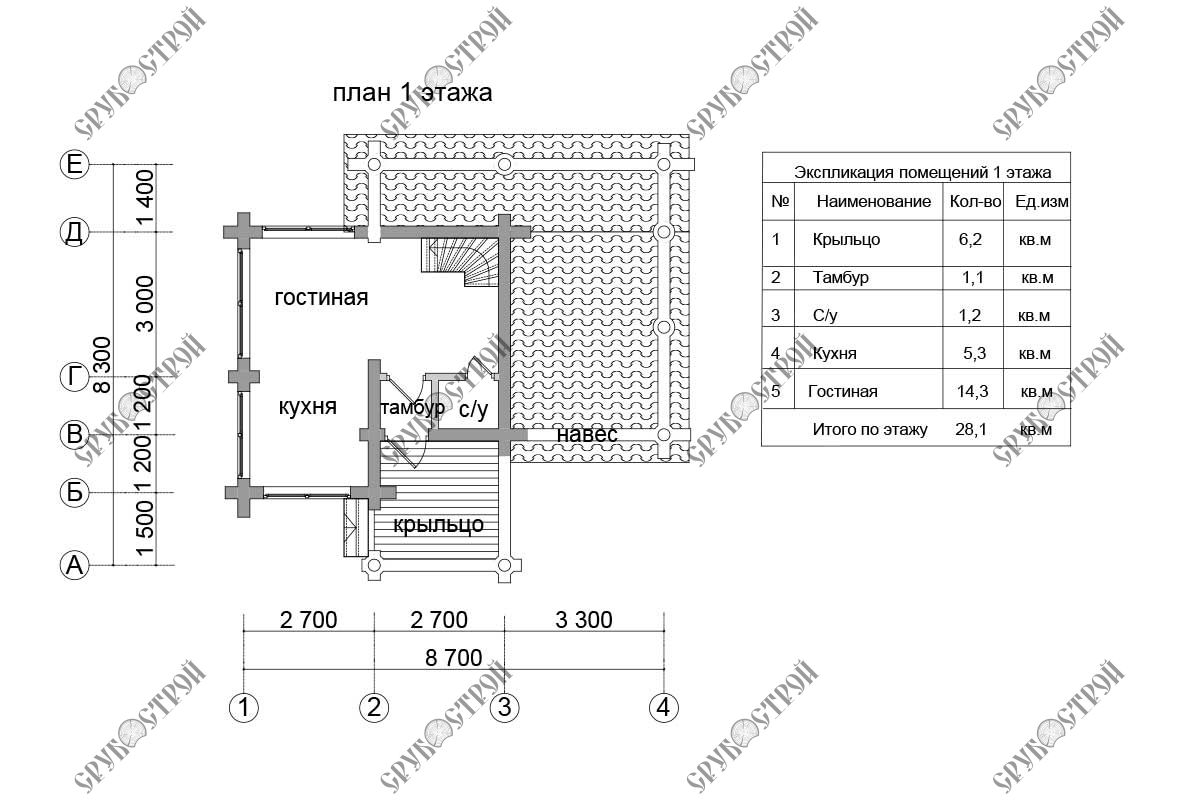 план 1 этажа
Е
Д
Г
В
Б
А
1 400
3 000
1 200
1 200
1 500
8 300
гостиная
кухня
тамбур
с/у
навес
крыльцо
2 700 2 700 3 300
8 700
1 2 3 4
Экспликация помещений 1 этажа
№ Наименование Кол-во Ед.изм
1 Крыльцо 6,2 кв.м
2 Тамбур 1,1 кв.м
3 С/у 1,2 кв.м
4 Кухня 5,3 кв.м
5 Гостиная 14,3 кв.м
Итого по этажу 28,1 кв.м
СРУБОСТРОЙ
СРУБОСТРОЙ
СРУБОСТРОЙ
СРУБОСТРОЙ
СРУБОСТРОЙ
СРУБОСТРОЙ
СРУБОСТРОЙ
СРУБОСТРОЙ
СРУБОСТРОЙ
СРУБОСТРОЙ
СРУБОСТРОЙ
СРУБОСТРОЙ